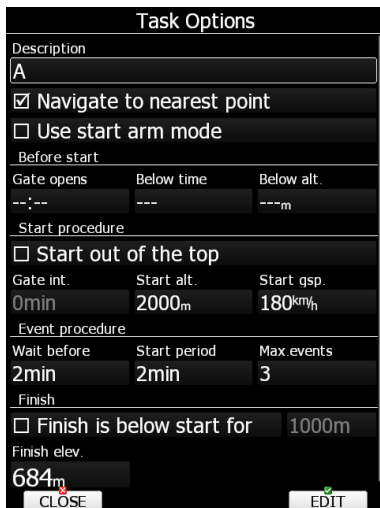 Task Options
Description
A
Navigate to nearest point
Use start arm mode
Before start
Gate opens Below time Below alt.
--:-- --- ---m
Start procedure
Start out of the top
Gate int. Start alt. Start gsp.
0min 2000m 180km/h
Event procedure
Wait before Start period Max.events
2min 2min 3
Finish
Finish is below start for 1000m
Finish elev.
684m
CLOSE EDIT